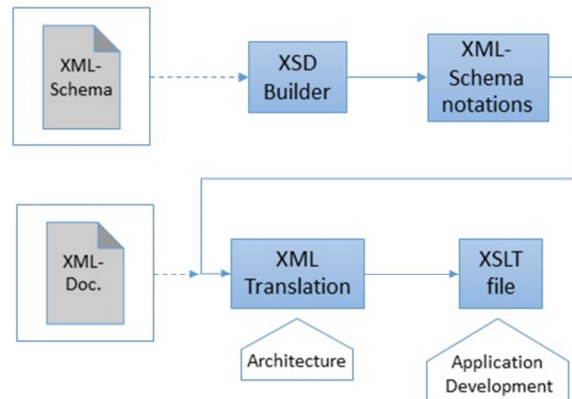 XML-
Schema
XSD
Builder
XML-
Schema
notations
XML-
Doc.
XML
Translation
XSLT
file
Architecture
Application
Development